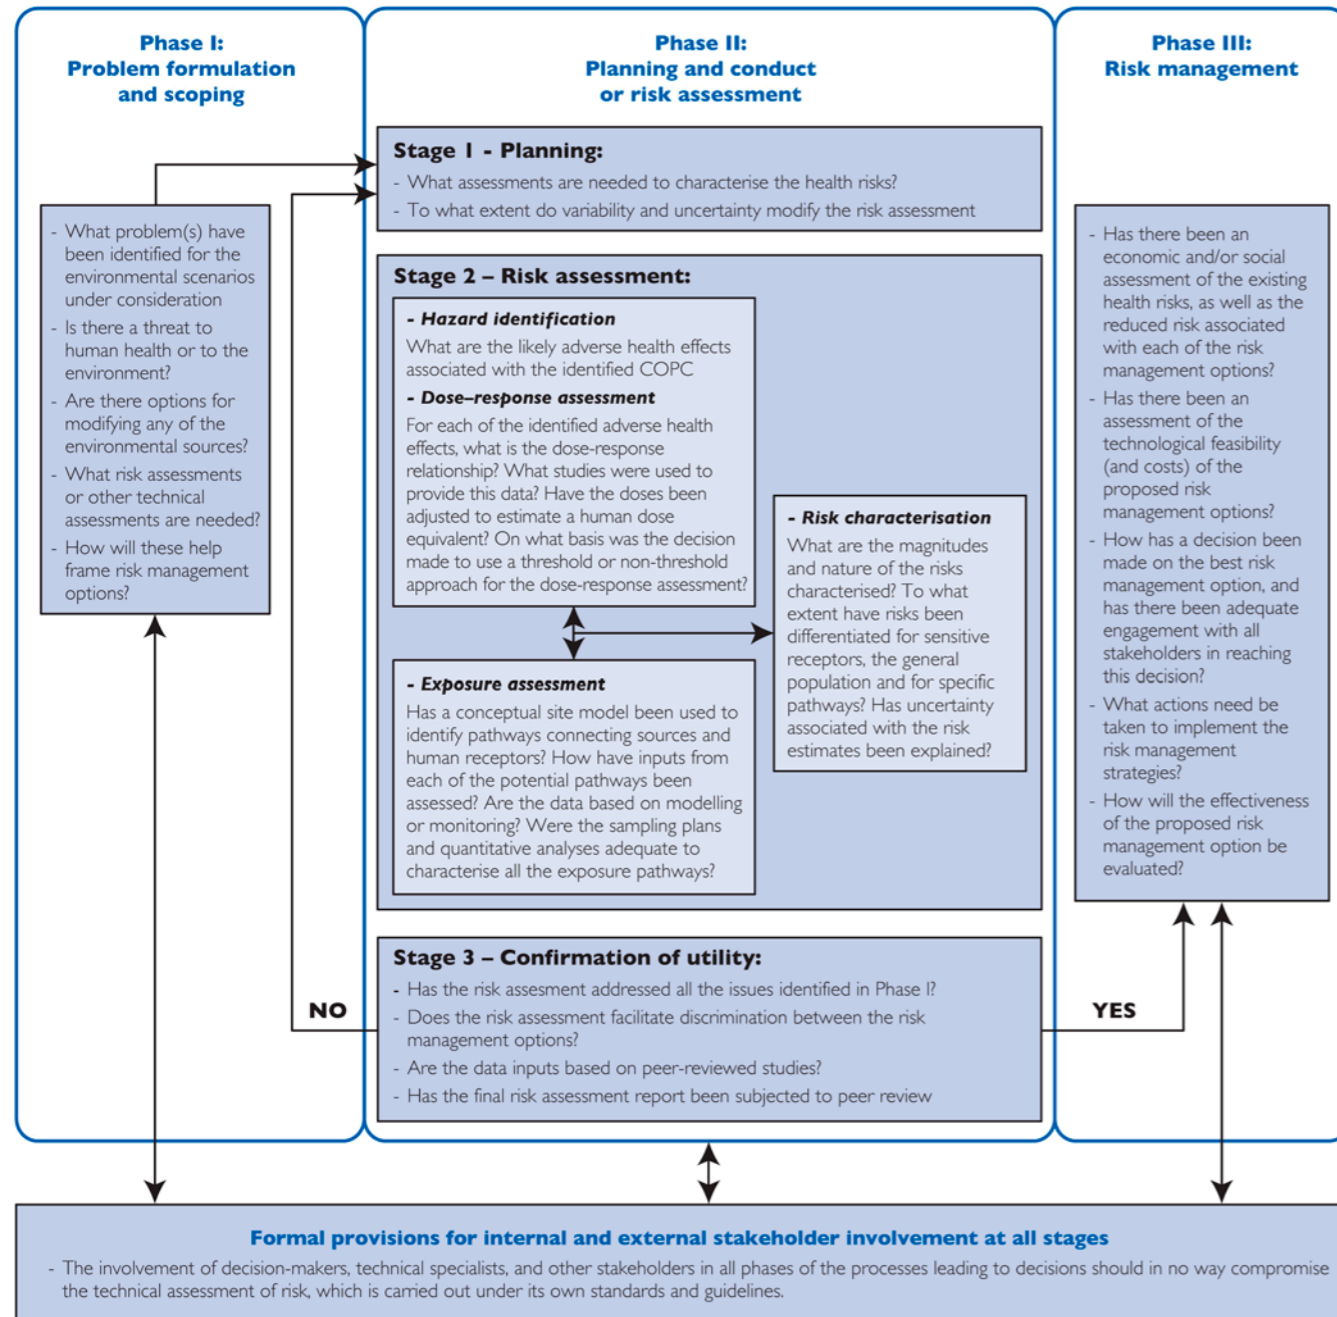 Phase I:
Problem formulation
and scoping
Phase II:
Planning and conduct
or risk assessment
Phase III:
Risk management
- What problem(s) have
been identified for the
environmental scenarios
under consideration
- Is there a threat to
human health or to the
environment?
- Are there options for
modifying any of the
environmental sources?
- What risk assessments
or other technical
assessments are needed?
- How will these help
frame risk management
options?
Stage 1 - Planning:
- What assessments are needed to characterise the health risks?
- To what extent do variability and uncertainty modify the risk assessment
Stage 2 – Risk assessment:
- Hazard identification
What are the likely adverse health effects
associated with the identified COPC
- Dose–response assessment
For each of the identified adverse health
effects, what is the dose-response
relationship? What studies were used to
provide this data? Have the doses been
adjusted to estimate a human dose
equivalent? On what basis was the decision
made to use a threshold or non-threshold
approach for the dose-response assessment?
- Exposure assessment
Has a conceptual site model been used to
identify pathways connecting sources and
human receptors? How have inputs from
each of the potential pathways been
assessed? Are the data based on modelling
or monitoring? Were the sampling plans
and quantitative analyses adequate to
characterise all the exposure pathways?
- Risk characterisation
What are the magnitudes
and nature of the risks
characterised? To what
extent have risks been
differentiated for sensitive
receptors, the general
population and for specific
pathways? Has uncertainty
associated with the risk
estimates been explained?
Stage 3 – Confirmation of utility:
- Has the risk assesment addressed all the issues identified in Phase I?
- Does the risk assessment facilitate discrimination between the risk
management options?
- Are the data inputs based on peer-reviewed studies?
- Has the final risk assessment report been subjected to peer review
NO
YES
- Has there been an
economic and/or social
assessment of the existing
health risks, as well as the
reduced risk associated
with each of the risk
management options?
- Has there been an
assessment of the
technological feasibility
(and costs) of the
proposed risk
management options?
- How has a decision been
made on the best risk
management option, and
has there been adequate
engagement with all
stakeholders in reaching
this decision?
- What actions need be
taken to implement the
risk management
strategies?
- How will the effectiveness
of the proposed risk
management option be
evaluated?
Formal provisions for internal and external stakeholder involvement at all stages
- The involvement of decision-makers, technical specialists, and other stakeholders in all phases of the processes leading to decisions should in no way compromise
the technical assessment of risk, which is carried out under its own standards and guidelines.